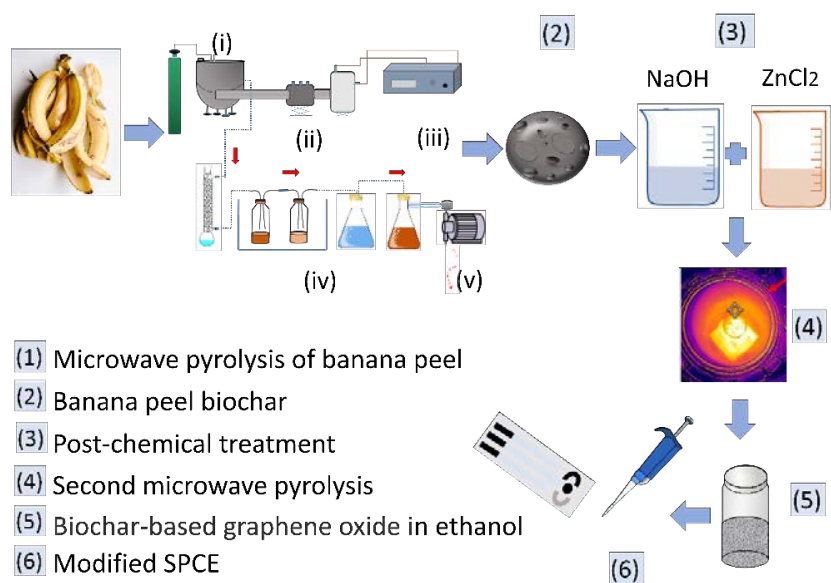 (i)
(2)
(3)
NaOH
ZnCl2
(ii)
(iii)
(iv)
(v)
(4)
(1) Microwave pyrolysis of banana peel
(2) Banana peel biochar
(3) Post-chemical treatment
(4) Second microwave pyrolysis
(5) Biochar-based graphene oxide in ethanol
(6) Modified SPCE
(5)
(6)